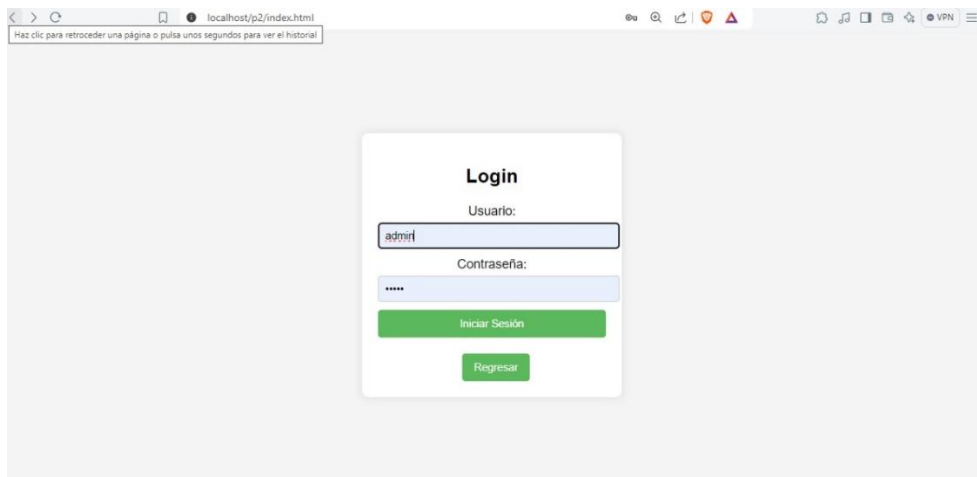 localhost/p2/index.html
VPN
Haz clic para retroceder una página o pulsa unos segundos para ver el historial
Login
Usuario:
admin
Contraseña:
•••••
Iniciar Sesión
Regresar